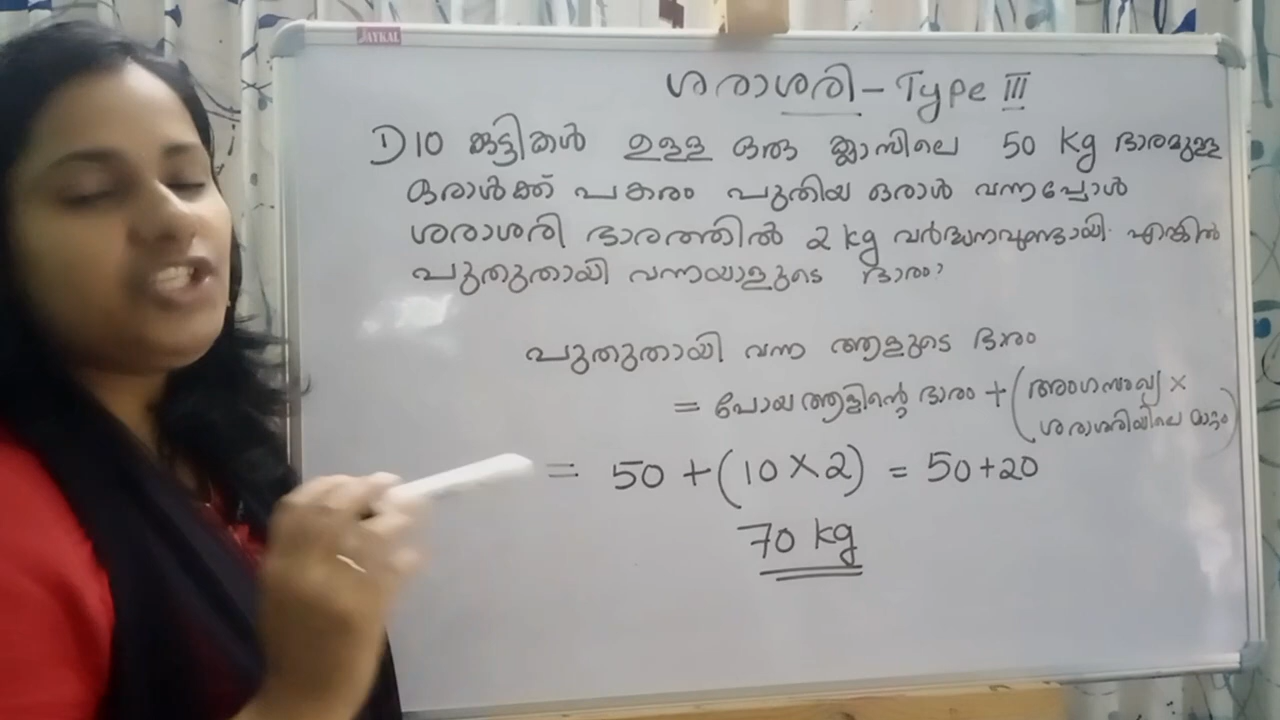 JAYKAL
ശരാശരി - Type III
1) 10 കുട്ടികൾ ഉള്ള ഒരു ക്ലാസിലെ 50 Kg ഭാരമുള്ള
ഒരാൾക്ക് പകരം പുതിയ ഒരാൾ വന്നപ്പോൾ
ശരാശരി ഭാരത്തിൽ 2 kg വർദ്ധനവുണ്ടായി. എങ്കിൽ
പുതുതായി വന്നയാളുടെ ഭാരം?
പുതുതായി വന്ന ആളുടെ ഭാരം
= പോയ ആളിന്റെ ഭാരം + (അംഗസംഖ്യ ×
ശരാശരിയിലെ മാറ്റം)
= 50 + (10 × 2) = 50+20
70 kg